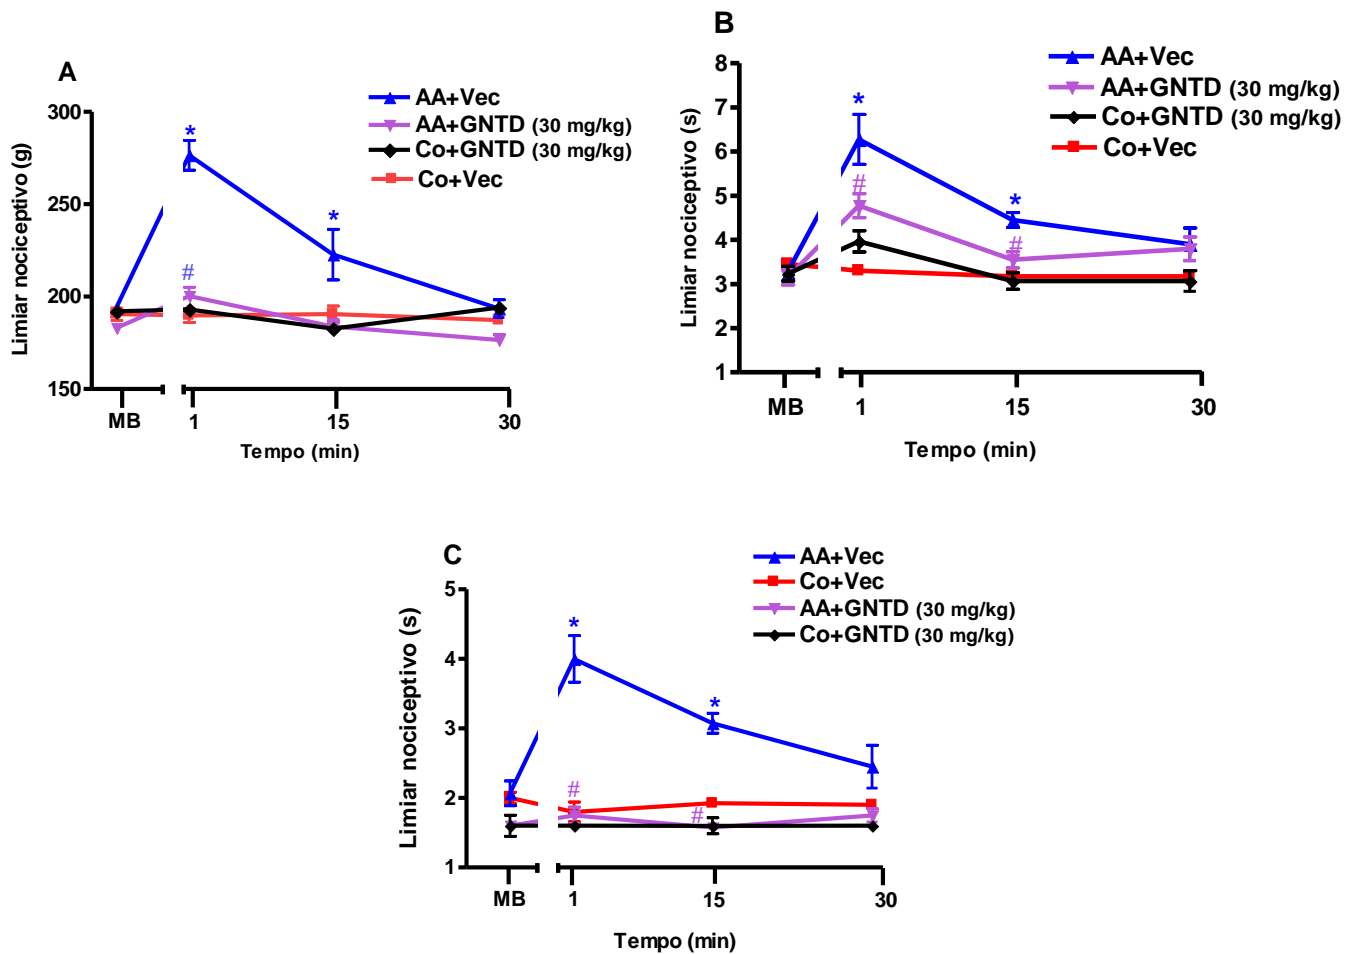 A
AA+Vec
AA+GNTD (30 mg/kg)
Co+GNTD (30 mg/kg)
Co+Vec
Limiar nociceptivo (g)
300
250
200
150
*
*
#
MB 1 15 30
Tempo (min)
B
AA+Vec
AA+GNTD (30 mg/kg)
Co+GNTD (30 mg/kg)
Co+Vec
Limiar nociceptivo (s)
8
7
6
5
4
3
2
1
*
#
*
#
MB 1 15 30
Tempo (min)
C
AA+Vec
Co+Vec
AA+GNTD (30 mg/kg)
Co+GNTD (30 mg/kg)
Limiar nociceptivo (s)
5
4
3
2
1
*
*
#
#
MB 1 15 30
Tempo (min)